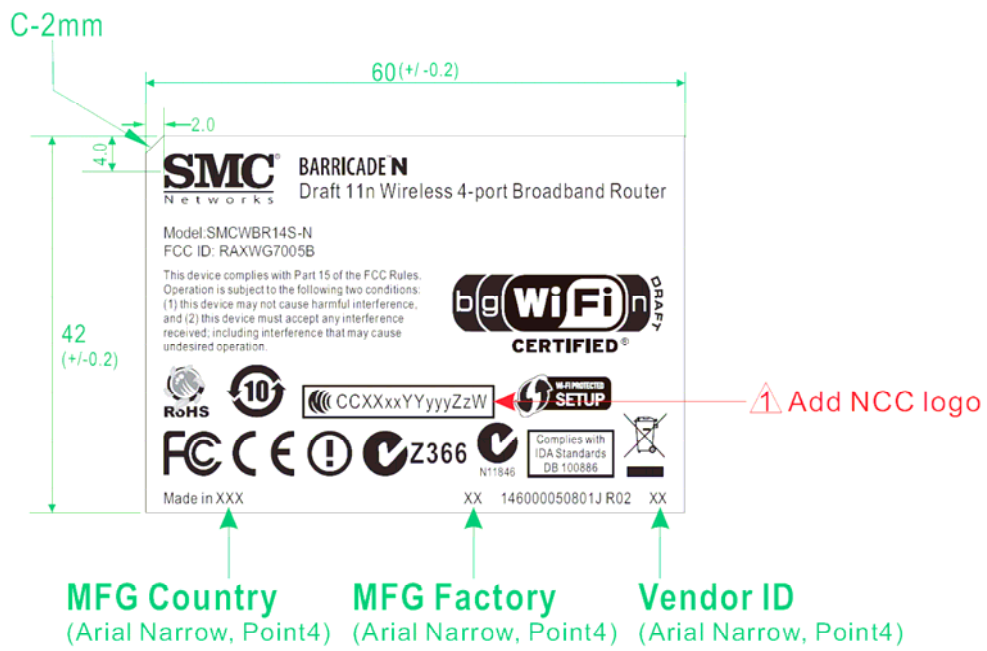 C-2mm
60(+/-0.2)
2.0
4.0
42
(+/-0.2)
SMC®
Networks
BARRICADE™ N
Draft 11n Wireless 4-port Broadband Router
Model:SMCWBR14S-N
FCC ID: RAXWG7005B
This device complies with Part 15 of the FCC Rules.
Operation is subject to the following two conditions:
(1) this device may not cause harmful interference,
and (2) this device must accept any interference
received; including interference that may cause
undesired operation.
b g WiFi n DRAFT
CERTIFIED®
RoHS
10
CCXXxxYYyyyZzW
Wi-Fi PROTECTED
SETUP
1 Add NCC logo
FC CE Z366
N11846
Complies with
IDA Standards
DB 100886
Made in XXX
XX 146000050801J R02 XX
MFG Country
(Arial Narrow, Point4)
MFG Factory
(Arial Narrow, Point4)
Vendor ID
(Arial Narrow, Point4)